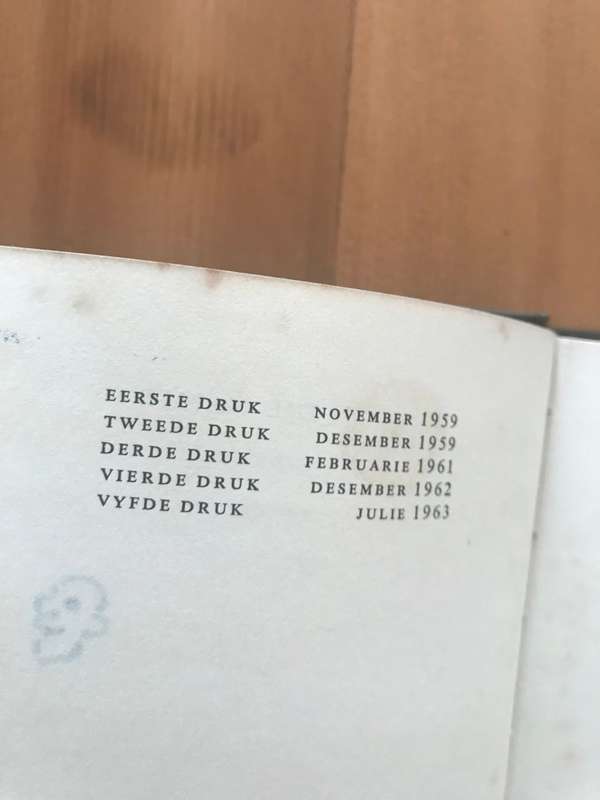 EERSTE DRUK NOVEMBER 1959
TWEEDE DRUK DESEMBER 1959
DERDE DRUK FEBRUARIE 1961
VIERDE DRUK DESEMBER 1962
VYFDE DRUK JULIE 1963